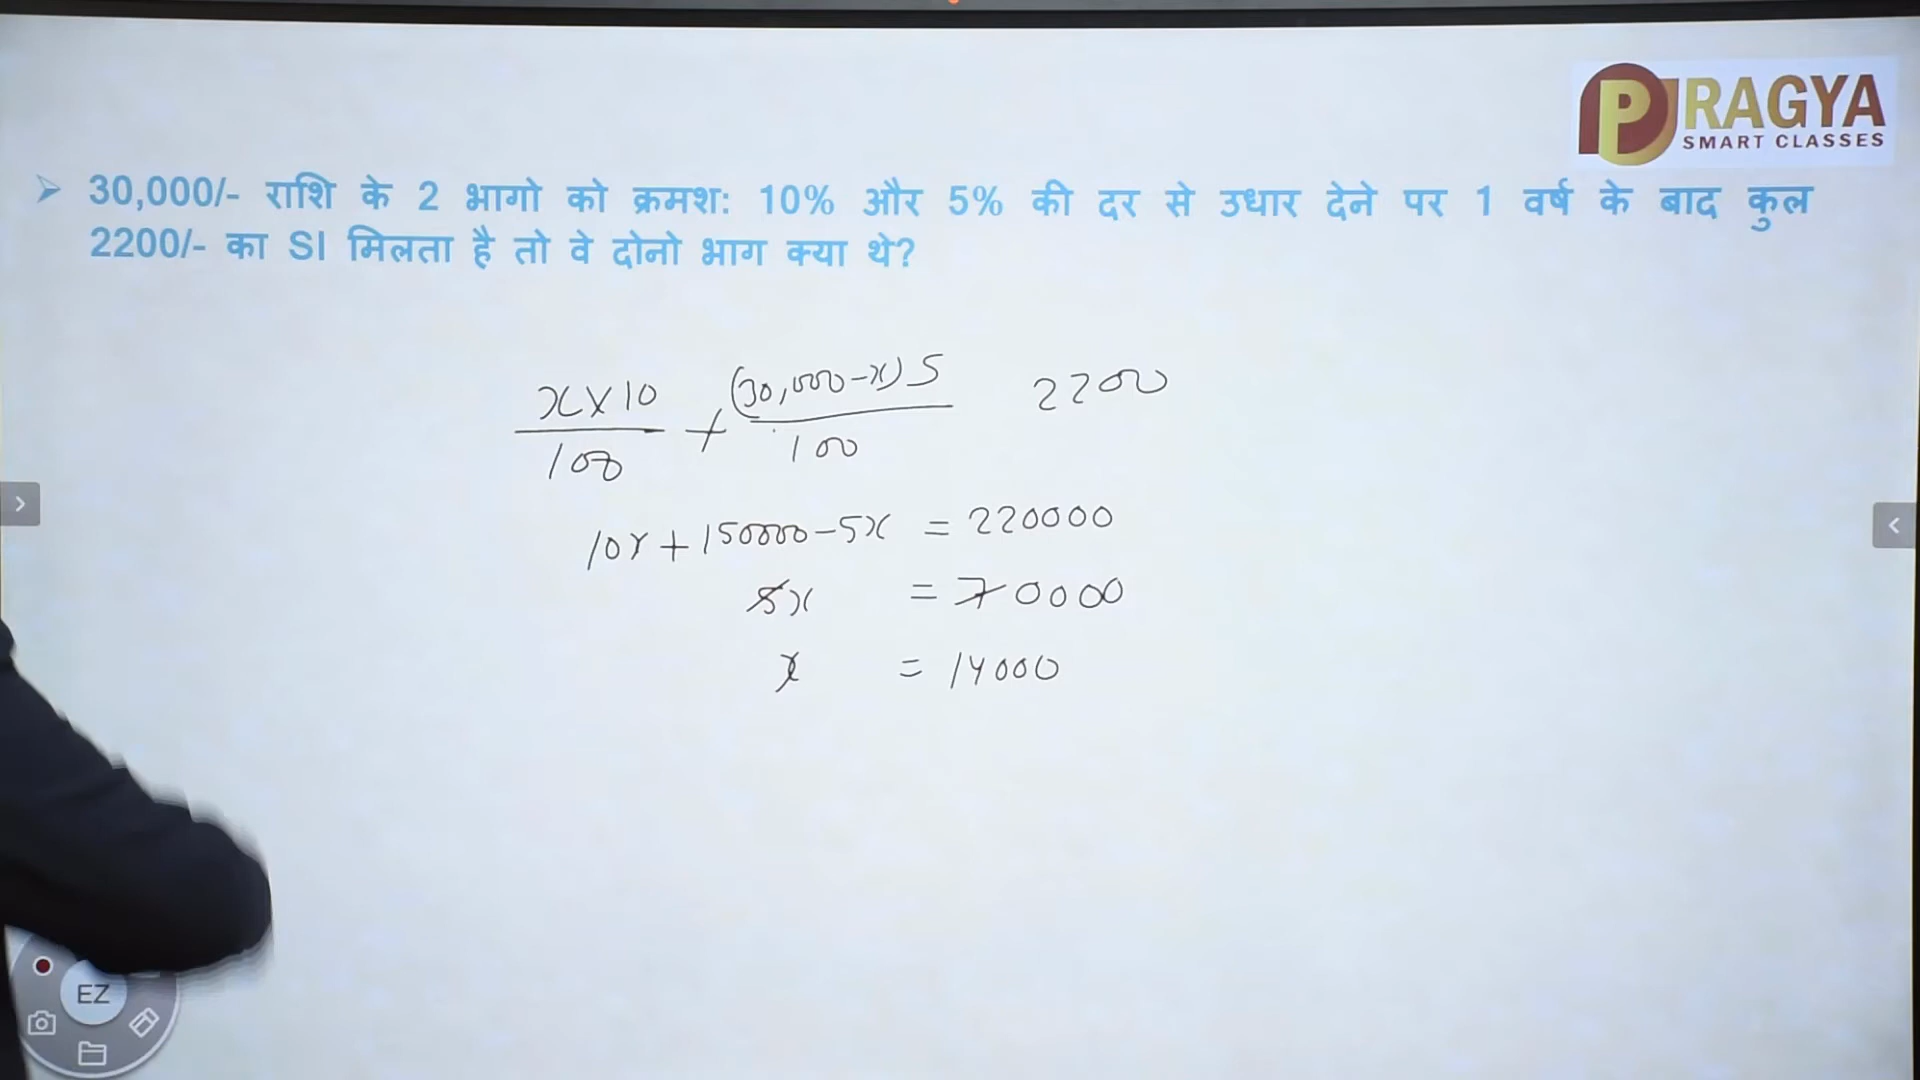 PRAGYA
SMART CLASSES
➢ 30,000/- राशि के 2 भागो को क्रमश: 10% और 5% की दर से उधार देने पर 1 वर्ष के बाद कुल
2200/- का SI मिलता है तो वे दोनो भाग क्या थे?
x×10/100 + (30,000-x)5/100 2200
10x+150000-5x = 220000
5x = 70000
x = 14000
EZ